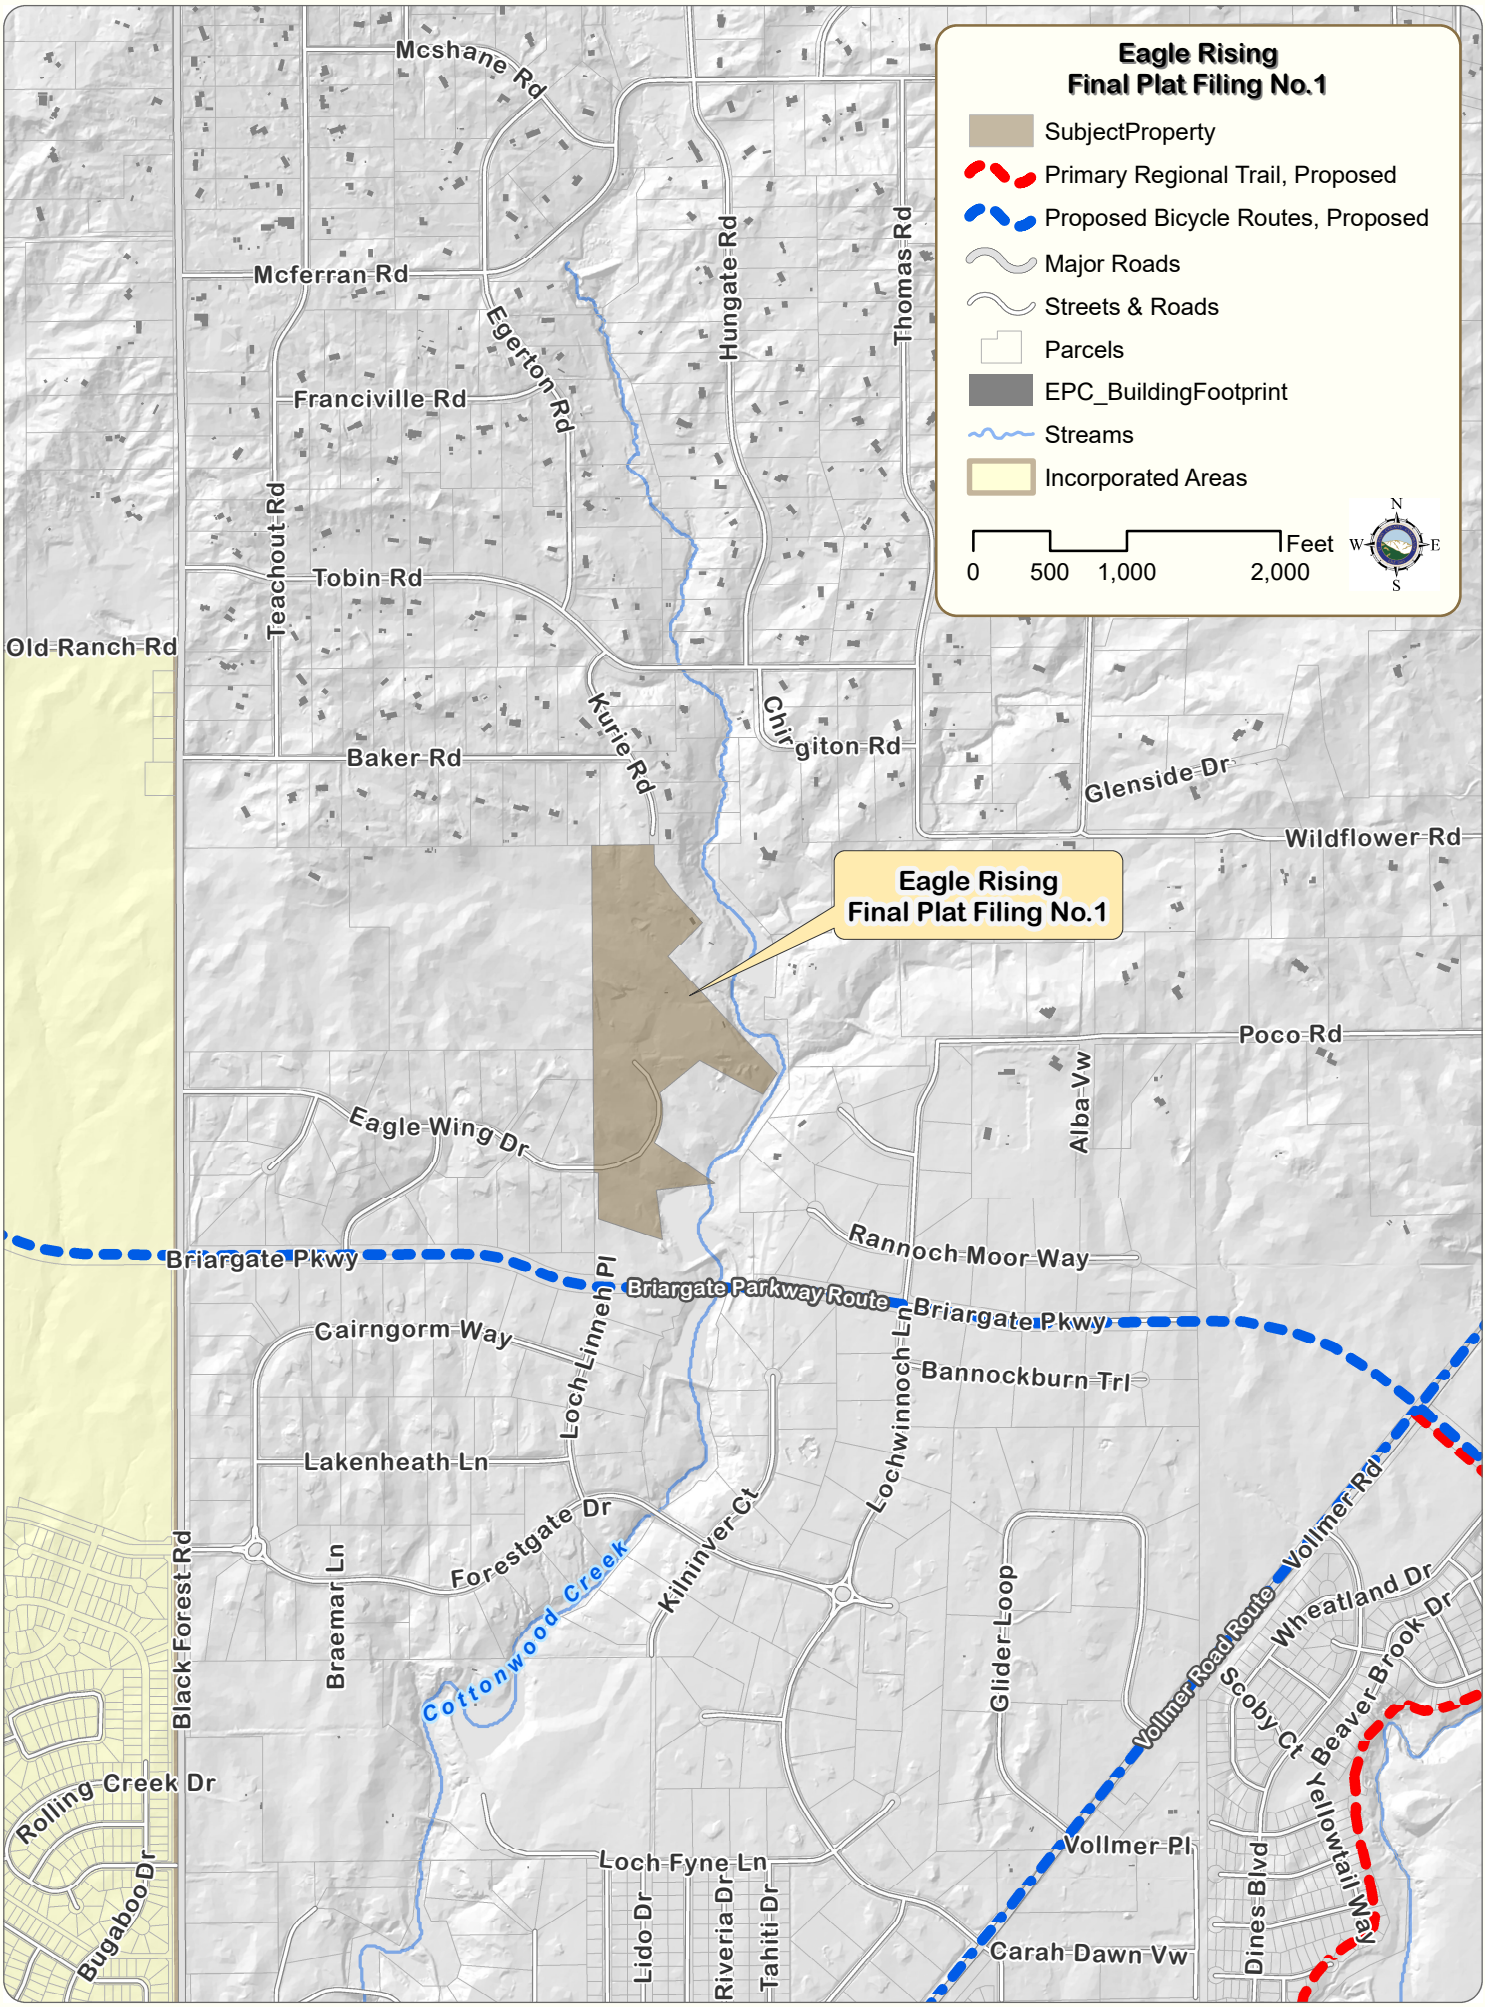 Eagle Rising
Final Plat Filing No.1
SubjectProperty
Primary Regional Trail, Proposed
Proposed Bicycle Routes, Proposed
Major Roads
Streets & Roads
Parcels
EPC_BuildingFootprint
Streams
Incorporated Areas
0 500 1,000 2,000 Feet
N
W E
S
Mcshane Rd
Mcferran Rd
Hungate Rd
Thomas Rd
Egerton Rd
Franciville Rd
Teachout Rd
Tobin Rd
Old Ranch Rd
Kurie Rd
Chirgiton Rd
Baker Rd
Glenside Dr
Wildflower Rd
Eagle Rising
Final Plat Filing No.1
Poco Rd
Alba Vw
Eagle Wing Dr
Rannoch Moor Way
Briargate Pkwy
Briargate Parkway Route
Briargate Pkwy
Loch Linneh Pl
Cairngorm Way
Bannockburn Trl
Lochwinnoch Ln
Lakenheath Ln
Forestgate Dr
Kilninver Ct
Cottonwood Creek
Black Forest Rd
Braemar Ln
Glider Loop
Vollmer Rd
Vollmer Road Route
Wheatland Dr
Beaver Brook Dr
Scoby Ct
Yellowtail Way
Rolling Creek Dr
Bugaboo Dr
Loch Fyne Ln
Vollmer Pl
Lido Dr
Riveria Dr
Tahiti Dr
Carah Dawn Vw
Dines Blvd